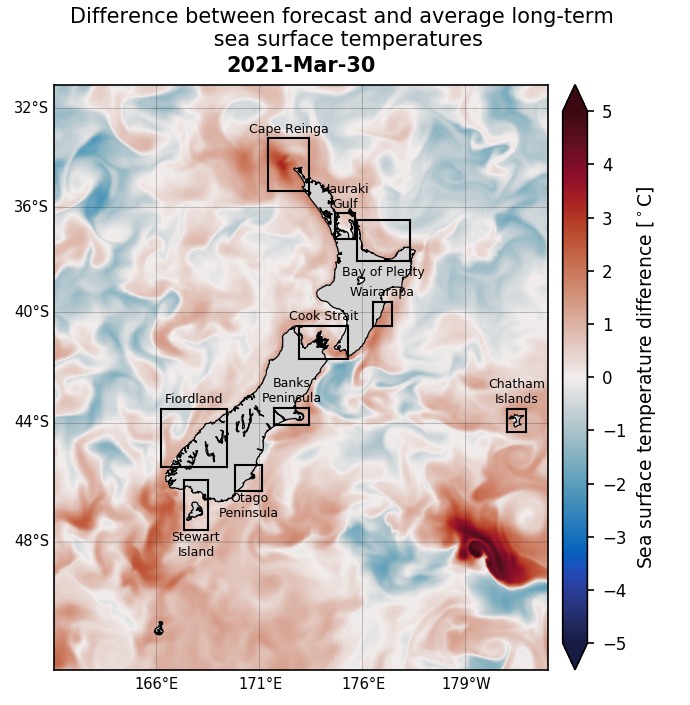 Difference between forecast and average long-term
sea surface temperatures
2021-Mar-30
32°S
36°S
40°S
44°S
48°S
166°E
171°E
176°E
179°W
Cape Reinga
Hauraki
Gulf
Bay of Plenty
Wairarapa
Cook Strait
Banks
Peninsula
Chatham
Islands
Fiordland
Otago
Peninsula
Stewart
Island
5
4
3
2
1
0
−1
−2
−3
−4
−5
Sea surface temperature difference [°C]